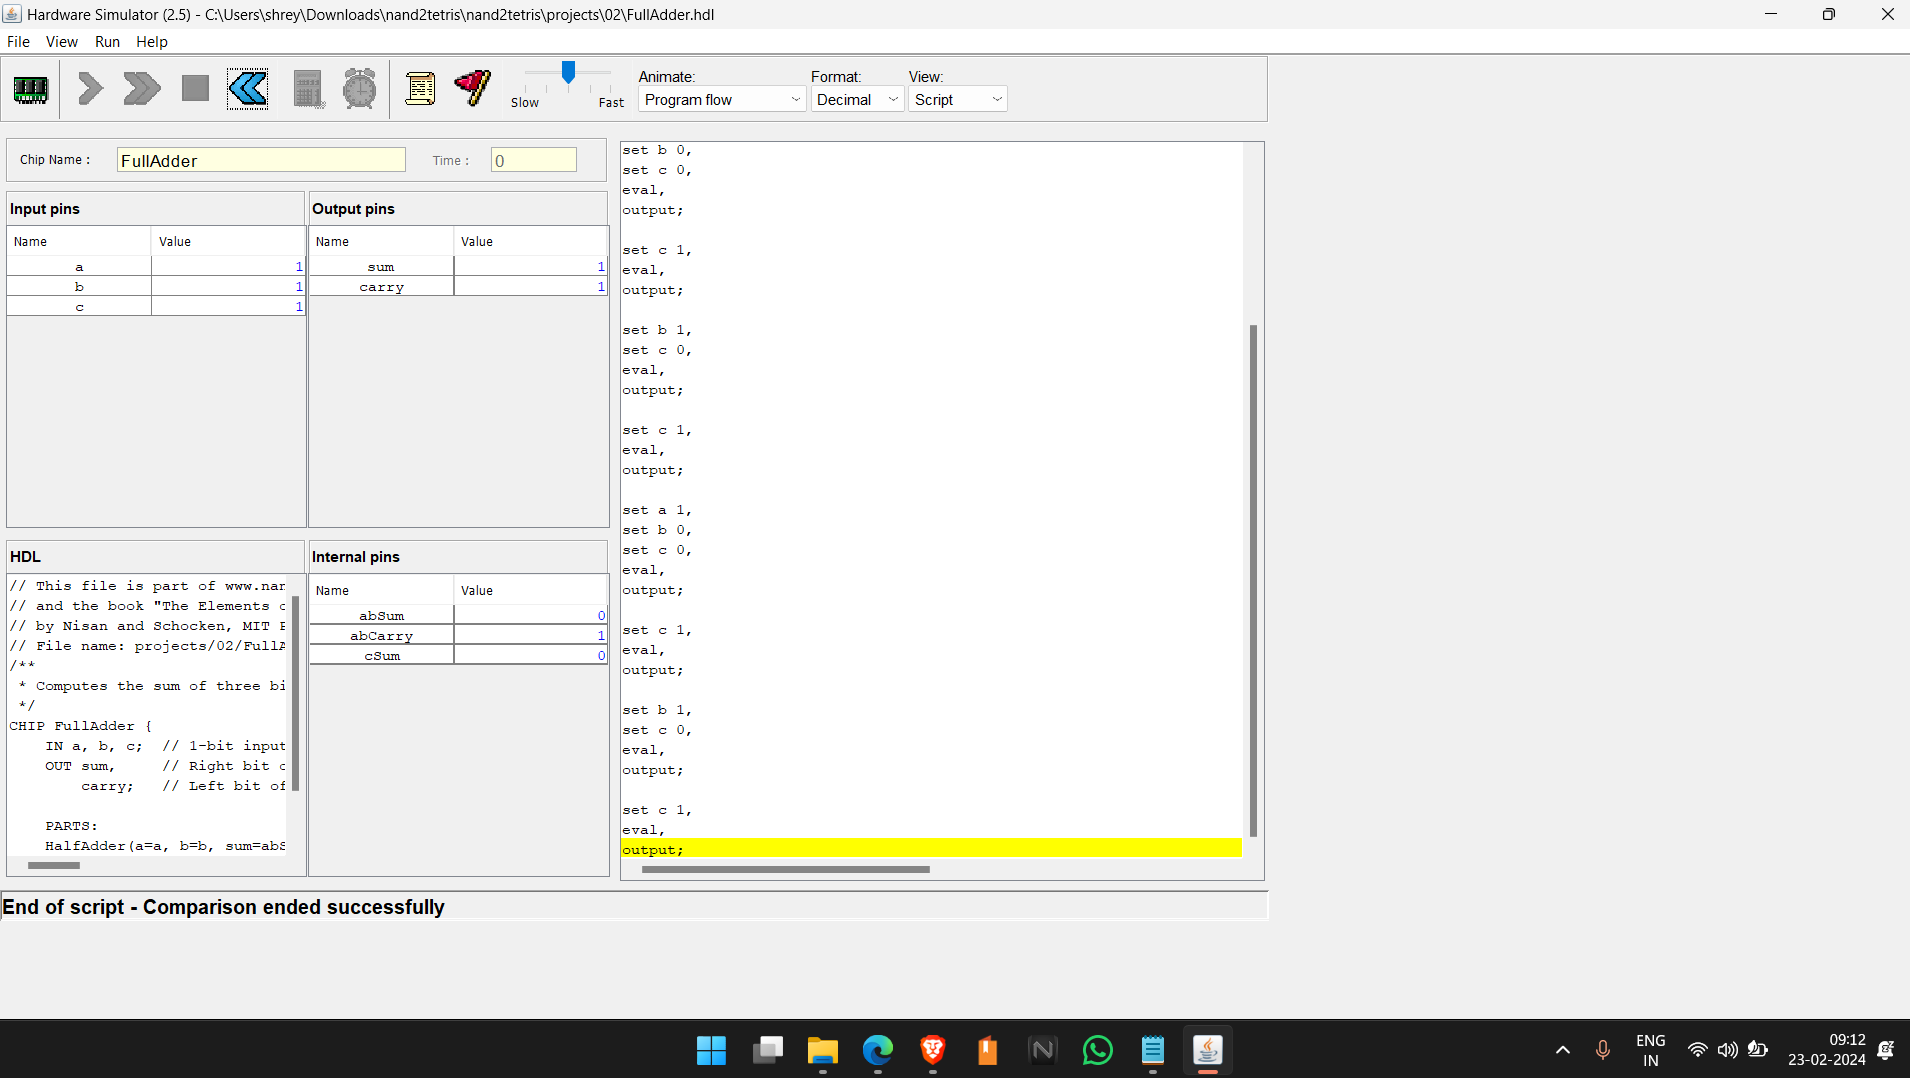 Hardware Simulator (2.5) - C:\Users\shrey\Downloads\nand2tetris\nand2tetris\projects\02\FullAdder.hdl
File View Run Help
Slow Fast
Animate:
Program flow
Format:
Decimal
View:
Script
Chip Name :
FullAdder
Time :
0
Input pins
Name Value
a 1
b 1
c 1
Output pins
Name Value
sum 1
carry 1
HDL
// This file is part of www.nan
// and the book "The Elements o
// by Nisan and Schocken, MIT P
// File name: projects/02/FullA
/**
* Computes the sum of three bi
*/
CHIP FullAdder {
IN a, b, c; // 1-bit input
OUT sum, // Right bit o
carry; // Left bit of
PARTS:
HalfAdder(a=a, b=b, sum=abS
Internal pins
Name Value
abSum 0
abCarry 1
cSum 0
set b 0,
set c 0,
eval,
output;
set c 1,
eval,
output;
set b 1,
set c 0,
eval,
output;
set c 1,
eval,
output;
set a 1,
set b 0,
set c 0,
eval,
output;
set c 1,
eval,
output;
set b 1,
set c 0,
eval,
output;
set c 1,
eval,
output;
End of script - Comparison ended successfully
ENG
IN
09:12
23-02-2024